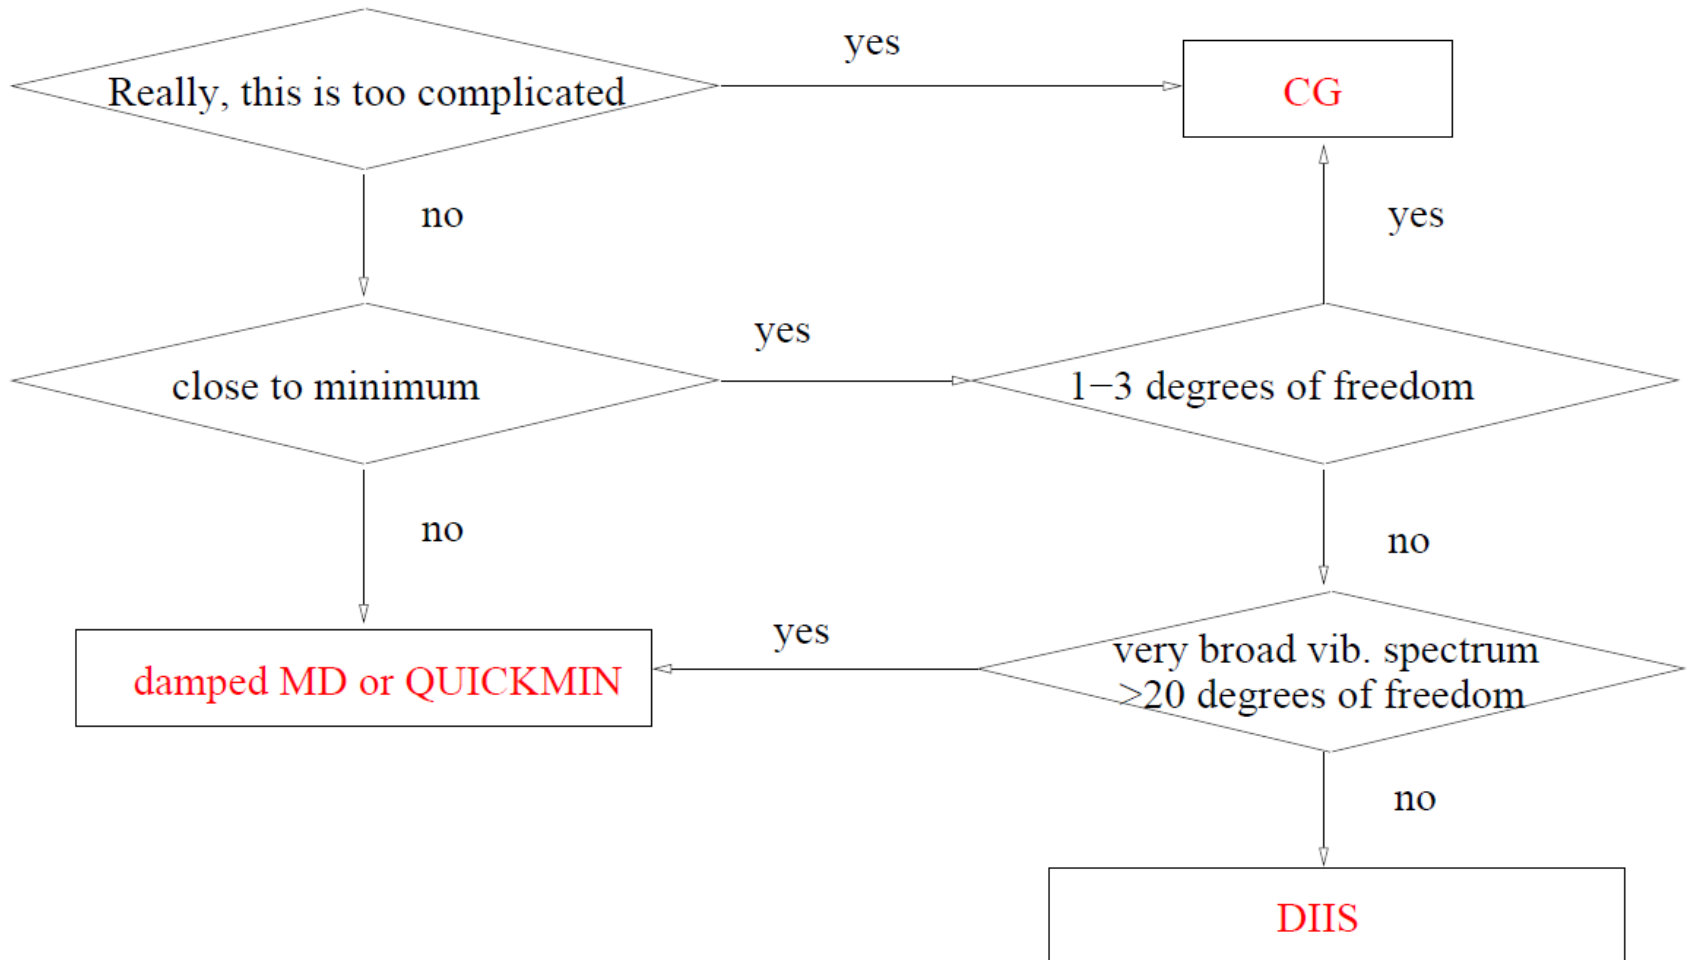 yes
Really, this is too complicated
CG
no
yes
yes
close to minimum
1−3 degrees of freedom
no
no
yes
very broad vib. spectrum
>20 degrees of freedom
damped MD or QUICKMIN
no
DIIS